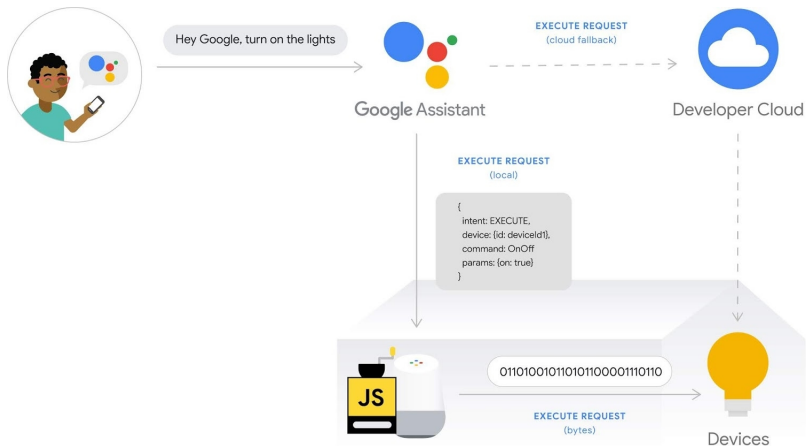 Hey Google, turn on the lights
EXECUTE REQUEST
(cloud fallback)
Google Assistant
Developer Cloud
EXECUTE REQUEST
(local)
{
intent: EXECUTE,
device: {id: deviceId1},
command: OnOff
params: {on: true}
}
JS
011010010110101100001110110
EXECUTE REQUEST
(bytes)
Devices